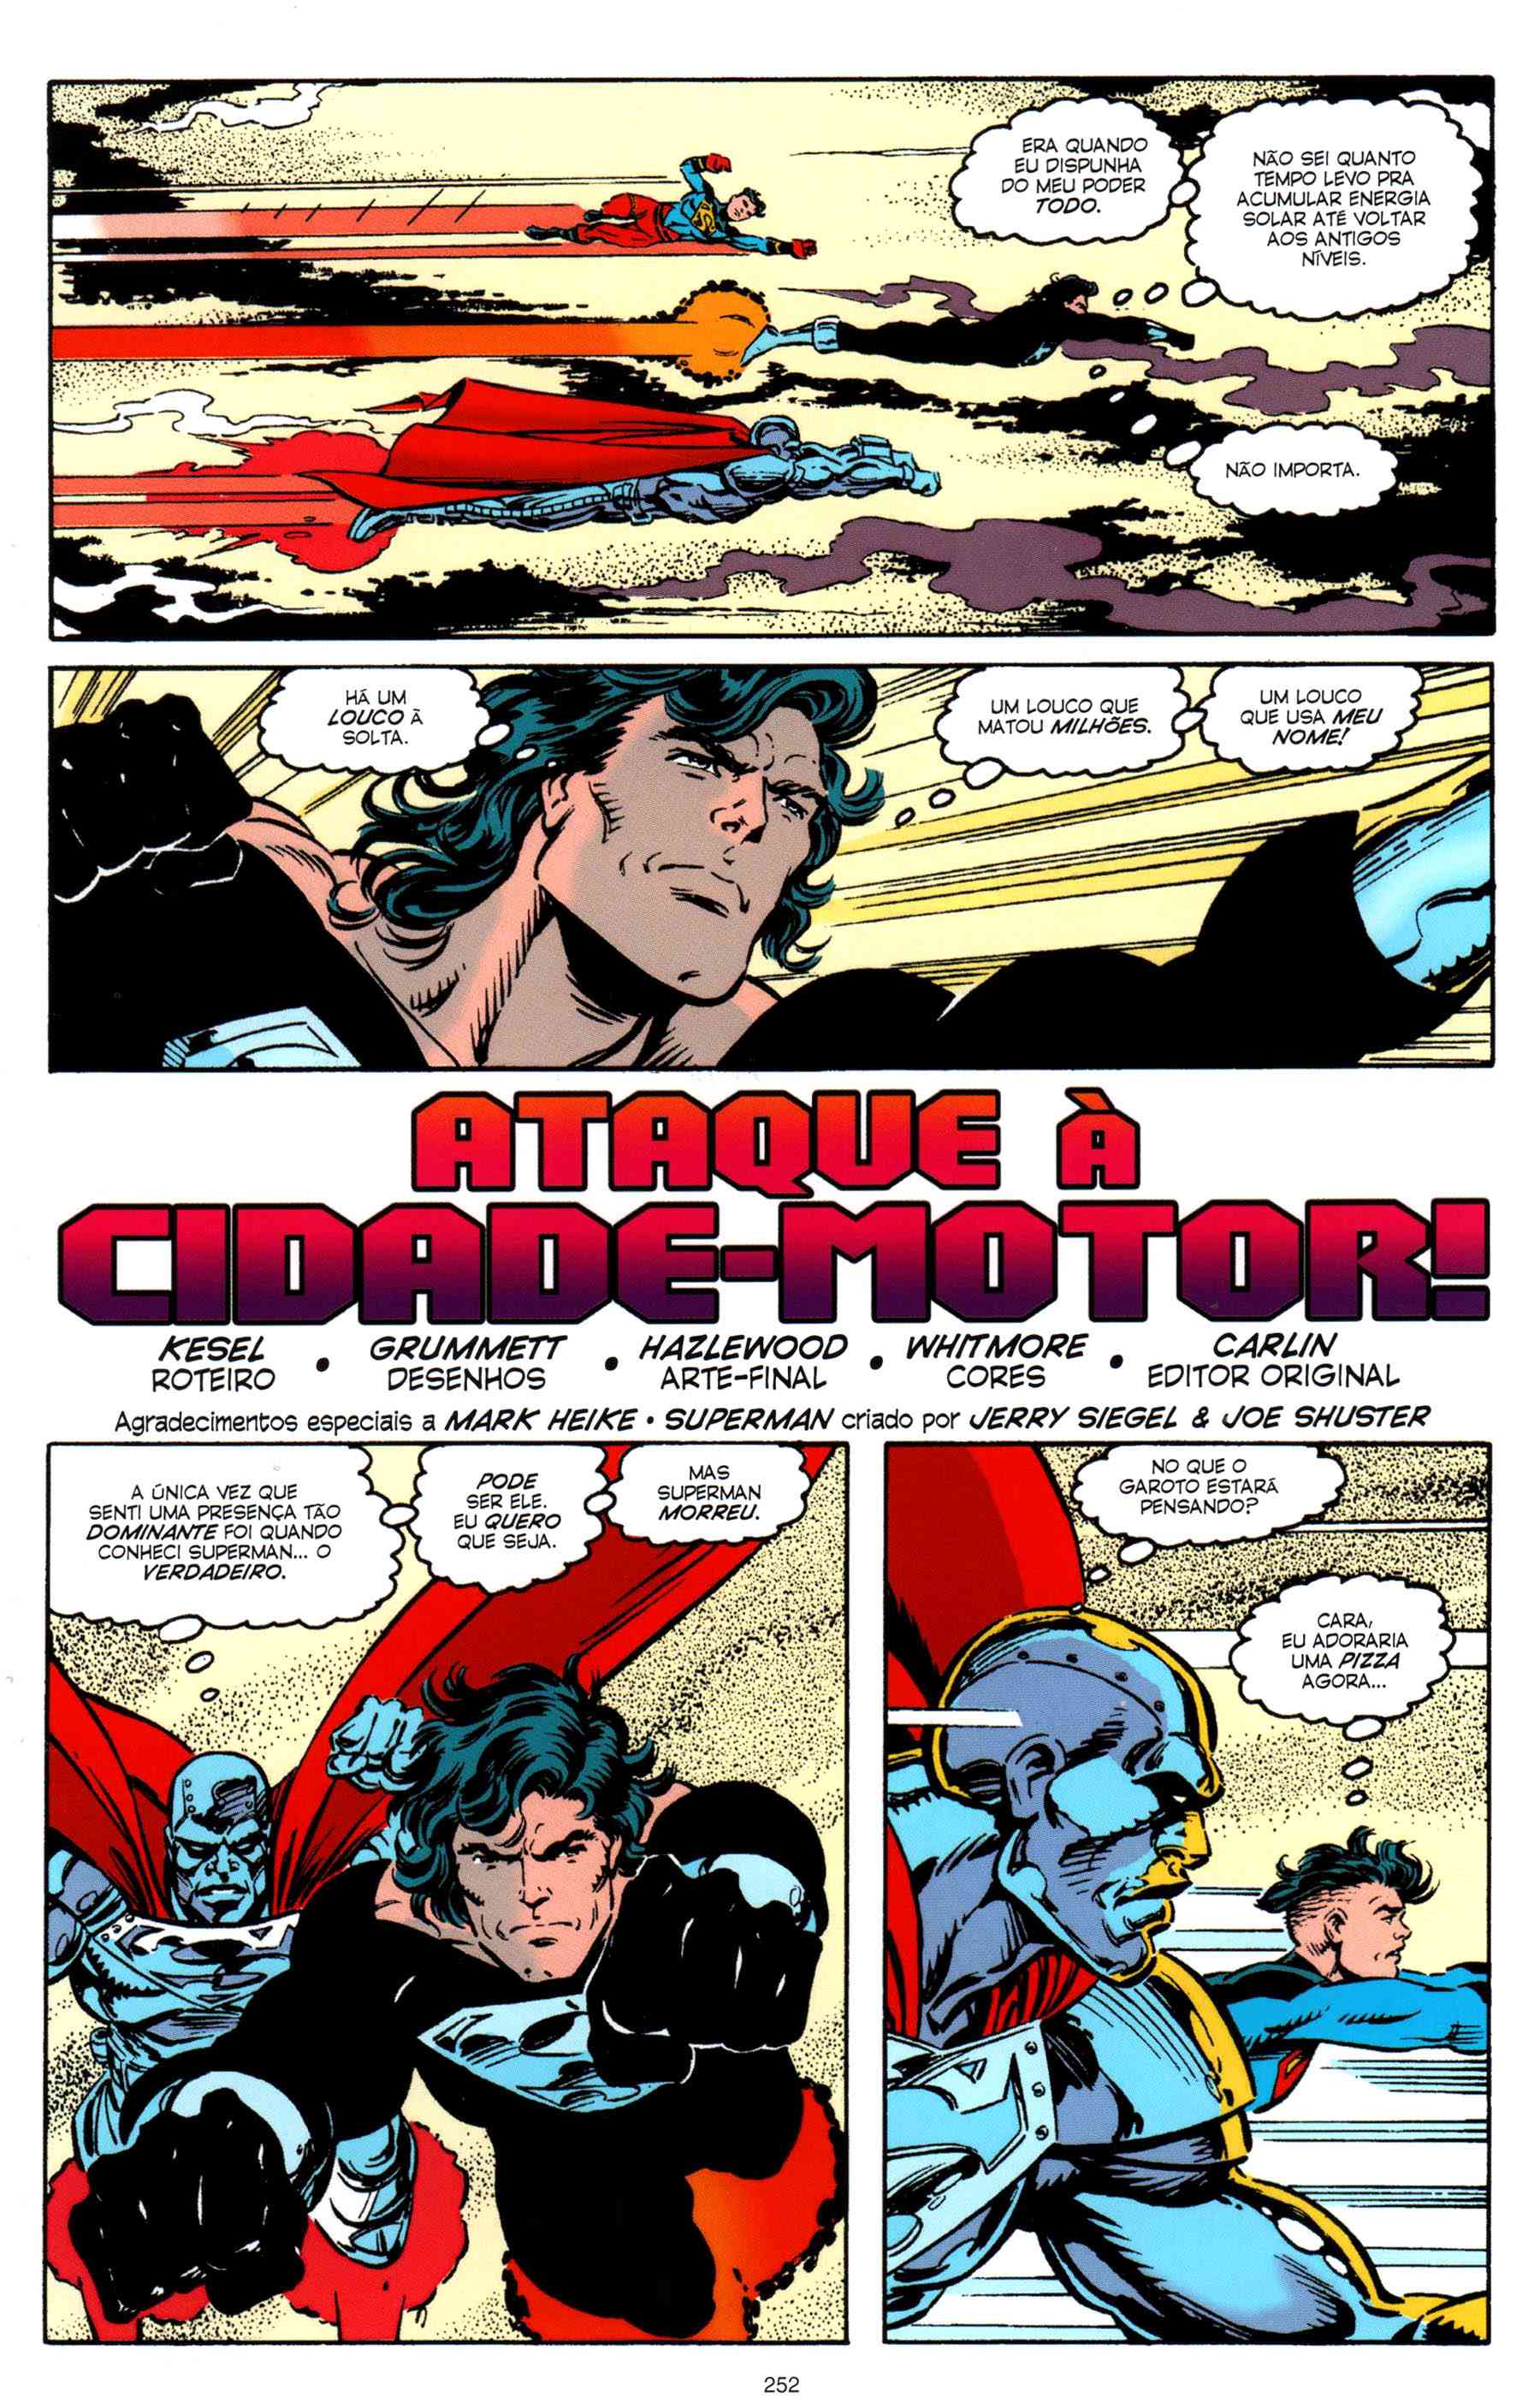 ERA QUANDO
EU DISPUNHA
DO MEU PODER
TODO.
NÃO SEI QUANTO
TEMPO LEVO PRA
ACUMULAR ENERGIA
SOLAR ATÉ VOLTAR
AOS ANTIGOS
NÍVEIS.
NÃO IMPORTA.
HÁ UM
LOUCO À
SOLTA.
UM LOUCO QUE
MATOU MILHÕES.
UM LOUCO
QUE USA MEU
NOME!
ATAQUE À
CIDADE-MOTOR!
KESEL • GRUMMETT • HAZLEWOOD • WHITMORE • CARLIN
ROTEIRO DESENHOS ARTE-FINAL CORES EDITOR ORIGINAL
Agradecimentos especiais a MARK HEIKE • SUPERMAN criado por JERRY SIEGEL & JOE SHUSTER
A ÚNICA VEZ QUE
SENTI UMA PRESENÇA TÃO
DOMINANTE FOI QUANDO
CONHECI SUPERMAN... O
VERDADEIRO.
PODE
SER ELE.
EU QUERO
QUE SEJA.
MAS
SUPERMAN
MORREU.
NO QUE O
GAROTO ESTARÁ
PENSANDO?
CARA,
EU ADORARIA
UMA PIZZA
AGORA...
252